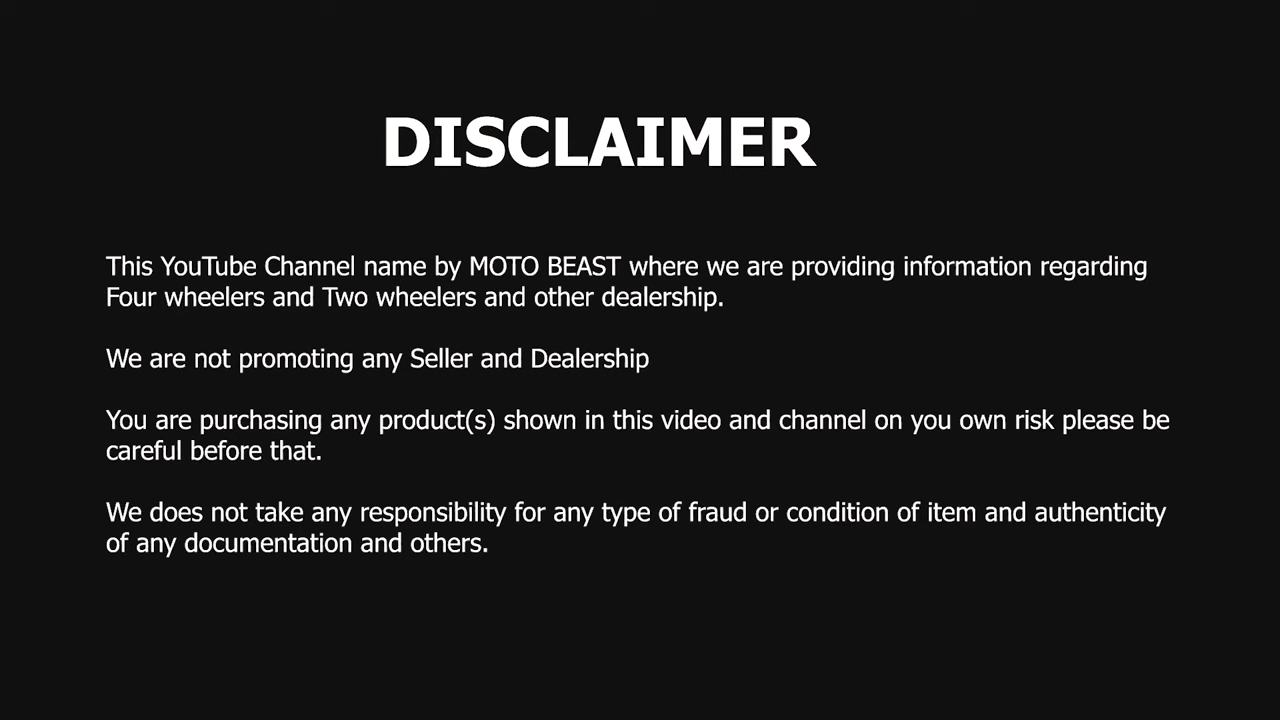 DISCLAIMER
This YouTube Channel name by MOTO BEAST where we are providing information regarding
Four wheelers and Two wheelers and other dealership.
We are not promoting any Seller and Dealership
You are purchasing any product(s) shown in this video and channel on you own risk please be
careful before that.
We does not take any responsibility for any type of fraud or condition of item and authenticity
of any documentation and others.